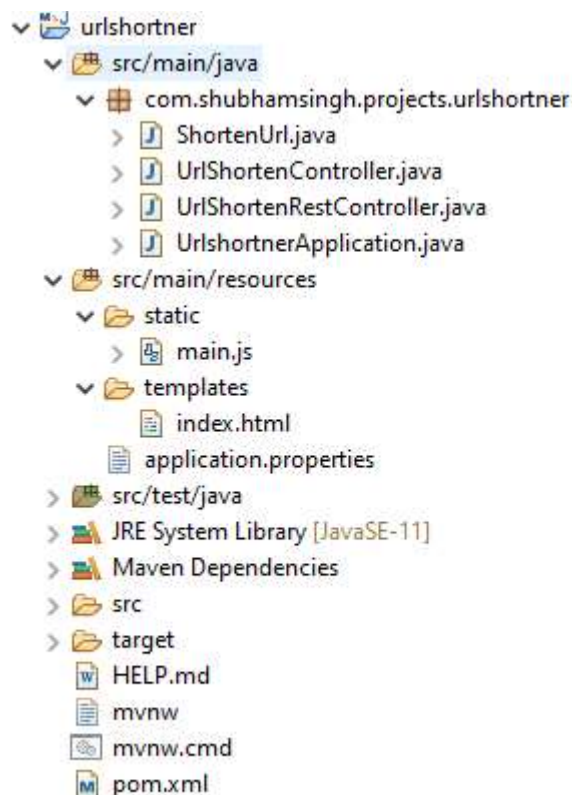 urlshortner
src/main/java
com.shubhamsingh.projects.urlshortner
ShortenUrl.java
UrlShortenController.java
UrlShortenRestController.java
UrlshortnerApplication.java
src/main/resources
static
main.js
templates
index.html
application.properties
src/test/java
JRE System Library [JavaSE-11]
Maven Dependencies
src
target
HELP.md
mvnw
mvnw.cmd
pom.xml